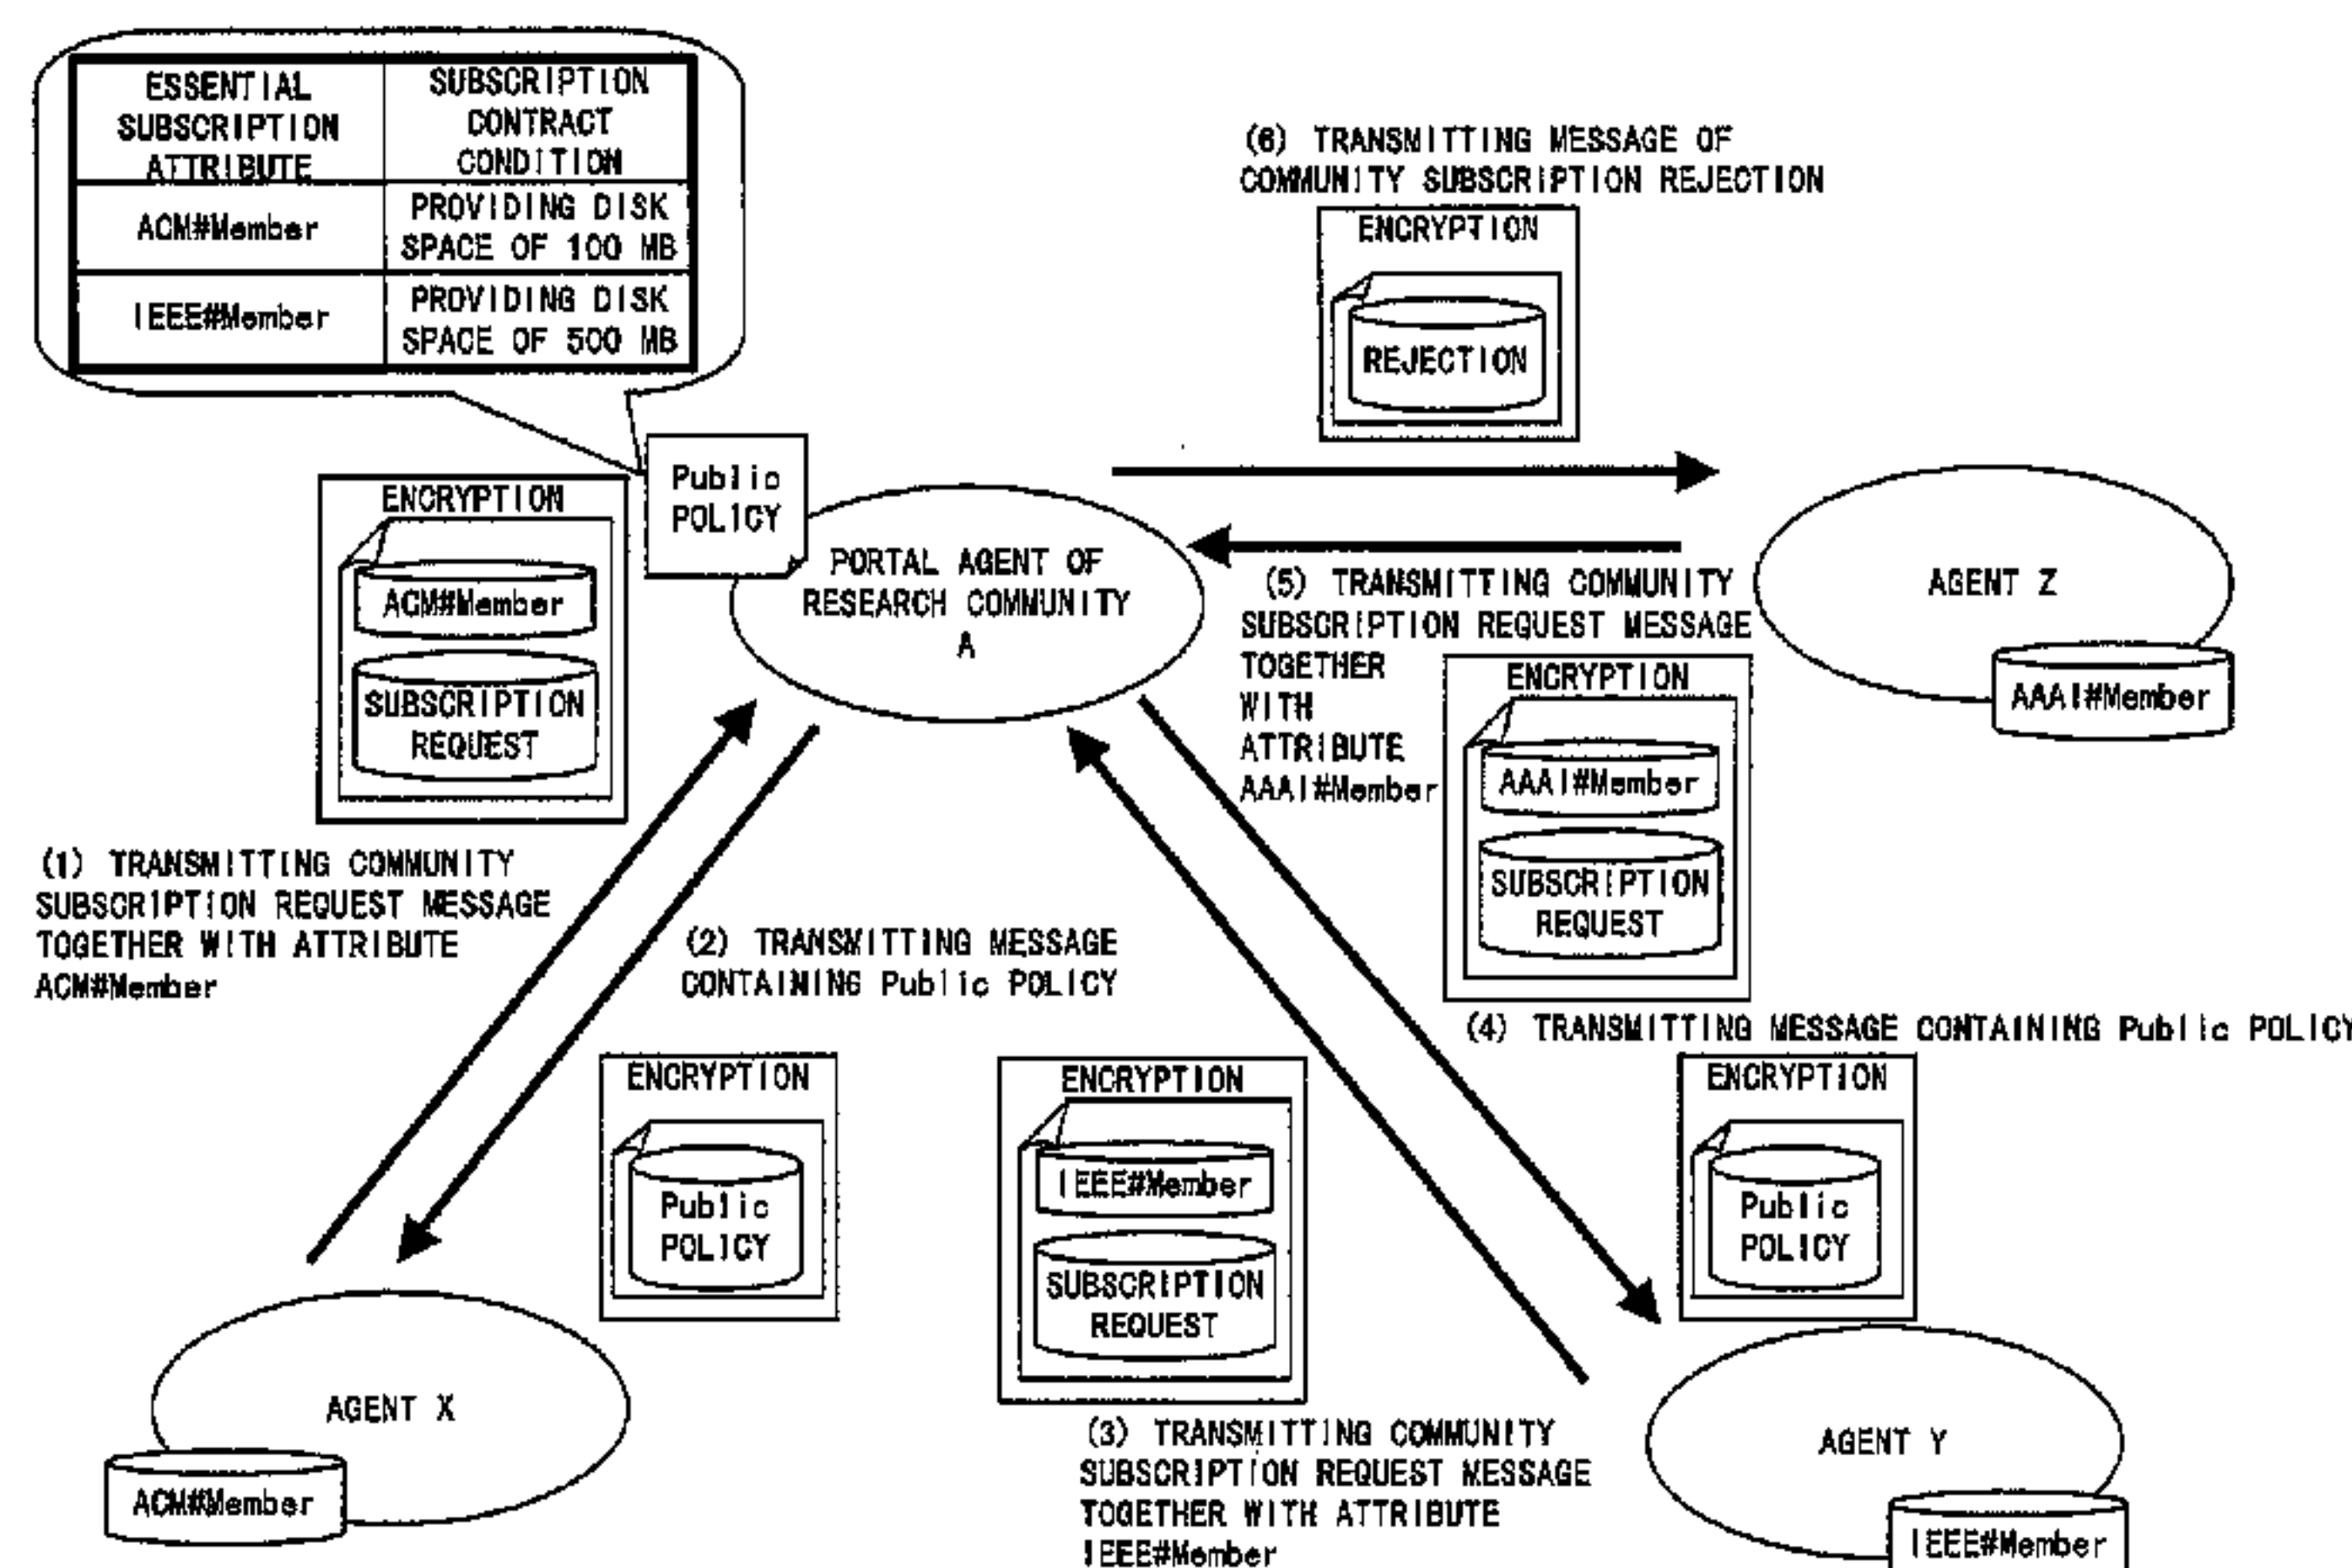 ESSENTIAL
SUBSCRIPTION
ATTRIBUTE
SUBSCRIPTION
CONTRACT
CONDITION
ACM#Member
PROVIDING DISK
SPACE OF 100 MB
IEEE#Member
PROVIDING DISK
SPACE OF 500 MB
(6) TRANSMITTING MESSAGE OF
COMMUNITY SUBSCRIPTION REJECTION
ENCRYPTION
REJECTION
Public
POLICY
ENCRYPTION
ACM#Member
SUBSCRIPTION
REQUEST
PORTAL AGENT OF
RESEARCH COMMUNITY
A
(5) TRANSMITTING COMMUNITY
SUBSCRIPTION REQUEST MESSAGE
TOGETHER
WITH
ATTRIBUTE
AAAI#Member
AGENT Z
AAAI#Member
ENCRYPTION
AAAI#Member
SUBSCRIPTION
REQUEST
(1) TRANSMITTING COMMUNITY
SUBSCRIPTION REQUEST MESSAGE
TOGETHER WITH ATTRIBUTE
ACM#Member
(2) TRANSMITTING MESSAGE
CONTAINING Public POLICY
(4) TRANSMITTING MESSAGE CONTAINING Public POLICY
ENCRYPTION
Public
POLICY
ENCRYPTION
IEEE#Member
SUBSCRIPTION
REQUEST
ENCRYPTION
Public
POLICY
AGENT X
ACM#Member
(3) TRANSMITTING COMMUNITY
SUBSCRIPTION REQUEST MESSAGE
TOGETHER WITH ATTRIBUTE
IEEE#Member
AGENT Y
IEEE#Member